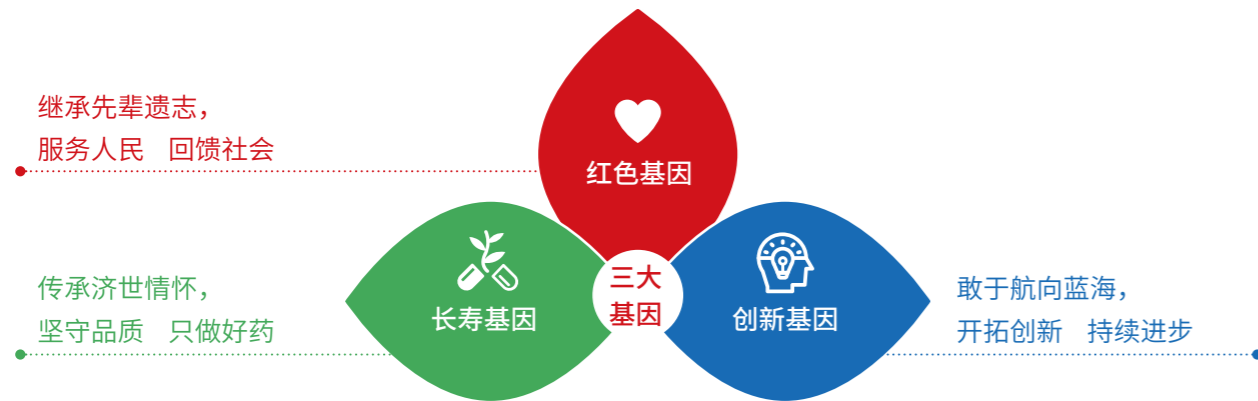 继承先辈遗志，
服务人民 回馈社会
红色基因
传承济世情怀，
坚守品质 只做好药
长寿基因
三大
基因
创新基因
敢于航向蓝海，
开拓创新 持续进步